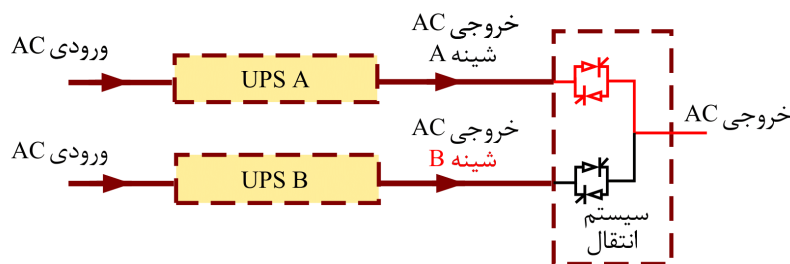 ورودی AC
UPS A
خروجی AC
شینه A
ورودی AC
UPS B
خروجی AC
شینه B
خروجی AC
سیستم
انتقال